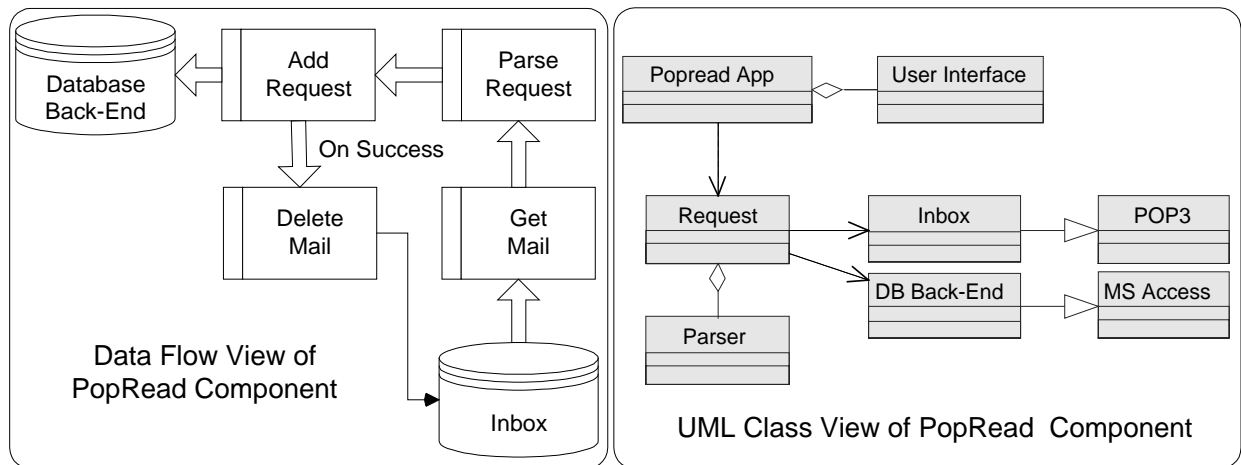 Database
Back-End
Add
Request
Parse
Request
On Success
Delete
Mail
Get
Mail
Data Flow View of
PopRead Component
Inbox
Popread App
User Interface
Request
Inbox
POP3
DB Back-End
MS Access
Parser
UML Class View of PopRead Component